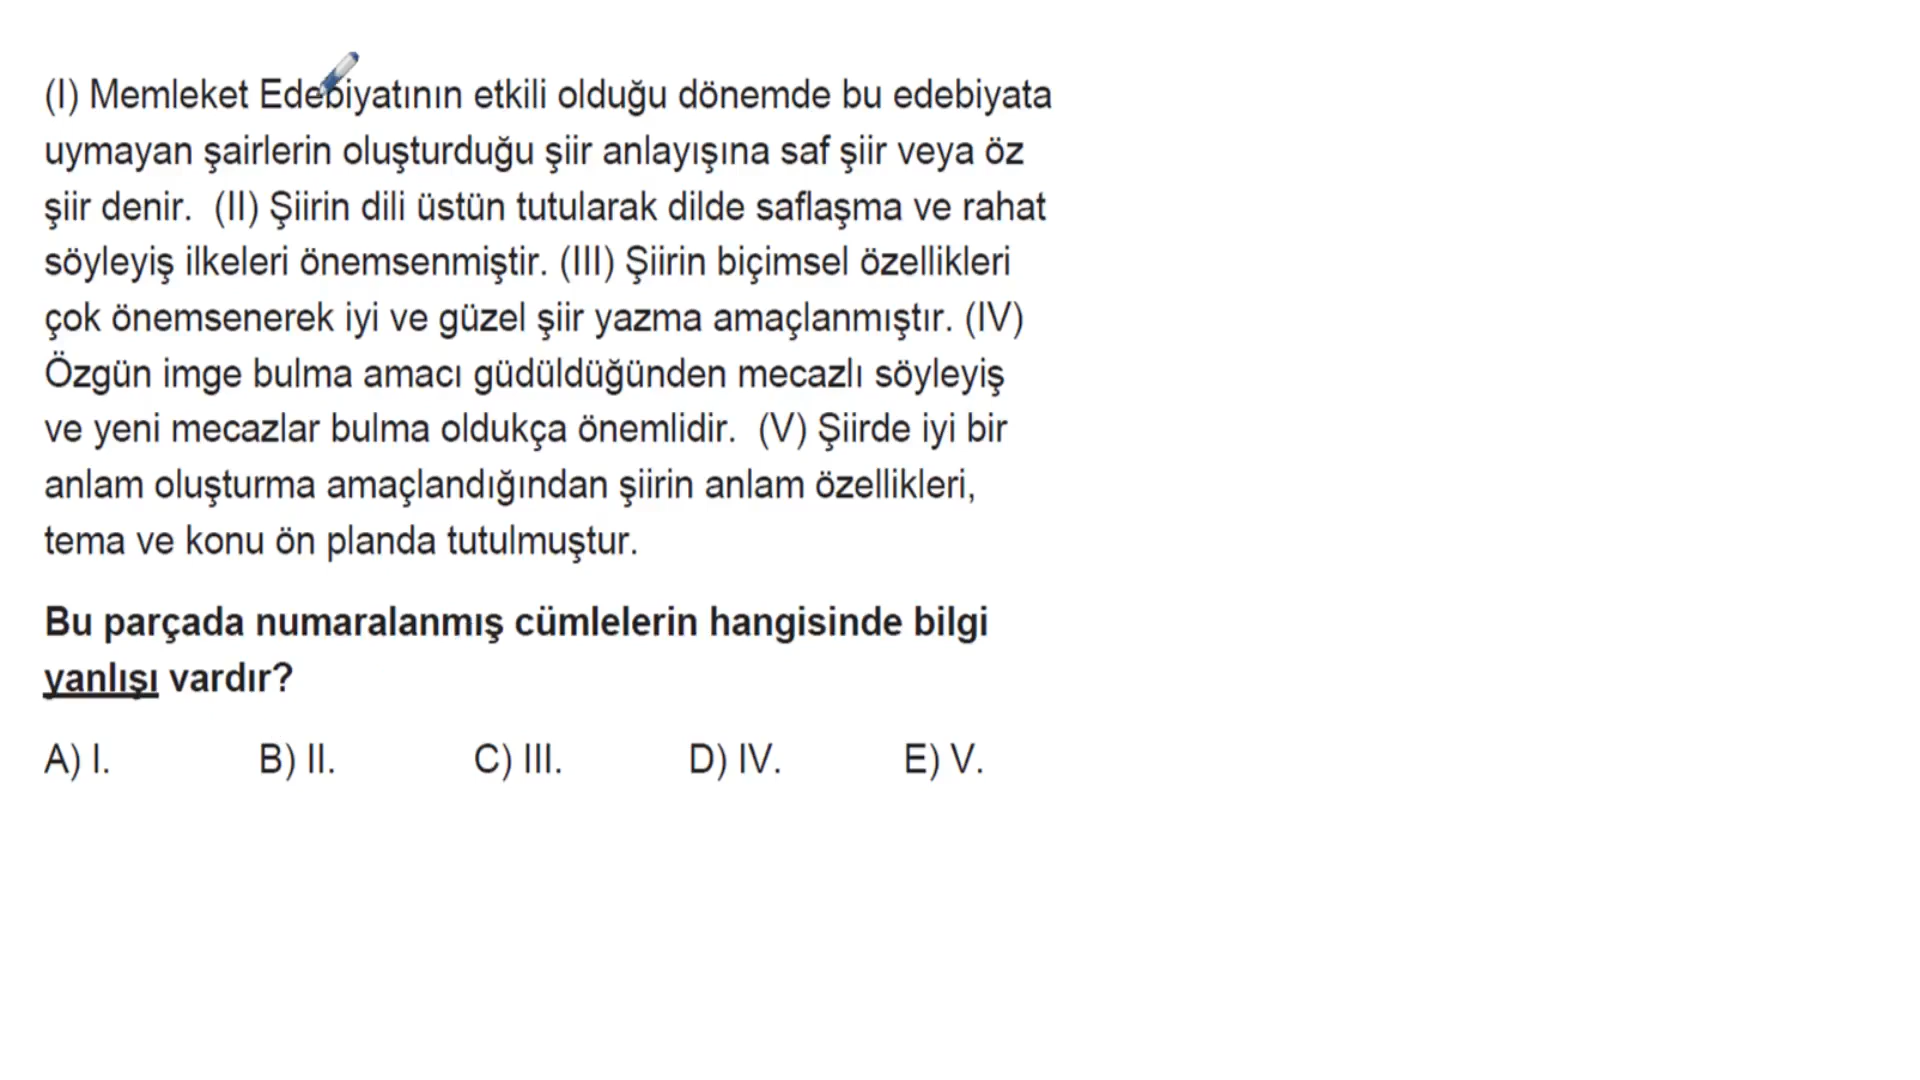 (I) Memleket Edebiyatının etkili olduğu dönemde bu edebiyata
uymayan şairlerin oluşturduğu şiir anlayışına saf şiir veya öz
şiir denir. (II) Şiirin dili üstün tutularak dilde saflaşma ve rahat
söyleyiş ilkeleri önemsenmiştir. (III) Şiirin biçimsel özellikleri
çok önemsenerek iyi ve güzel şiir yazma amaçlanmıştır. (IV)
Özgün imge bulma amacı güdüldüğünden mecazlı söyleyiş
ve yeni mecazlar bulma oldukça önemlidir. (V) Şiirde iyi bir
anlam oluşturma amaçlandığından şiirin anlam özellikleri,
tema ve konu ön planda tutulmuştur.
Bu parçada numaralanmış cümlelerin hangisinde bilgi
yanlışı vardır?
A) I. B) II. C) III. D) IV. E) V.